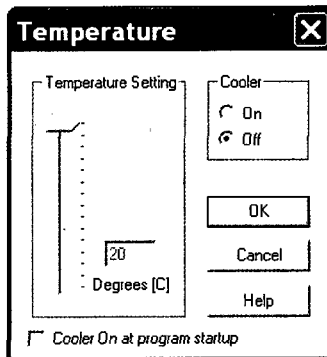 Temperature
Temperature Setting
20
Degrees [C]
Cooler
On
Off
OK
Cancel
Help
Cooler On at program startup